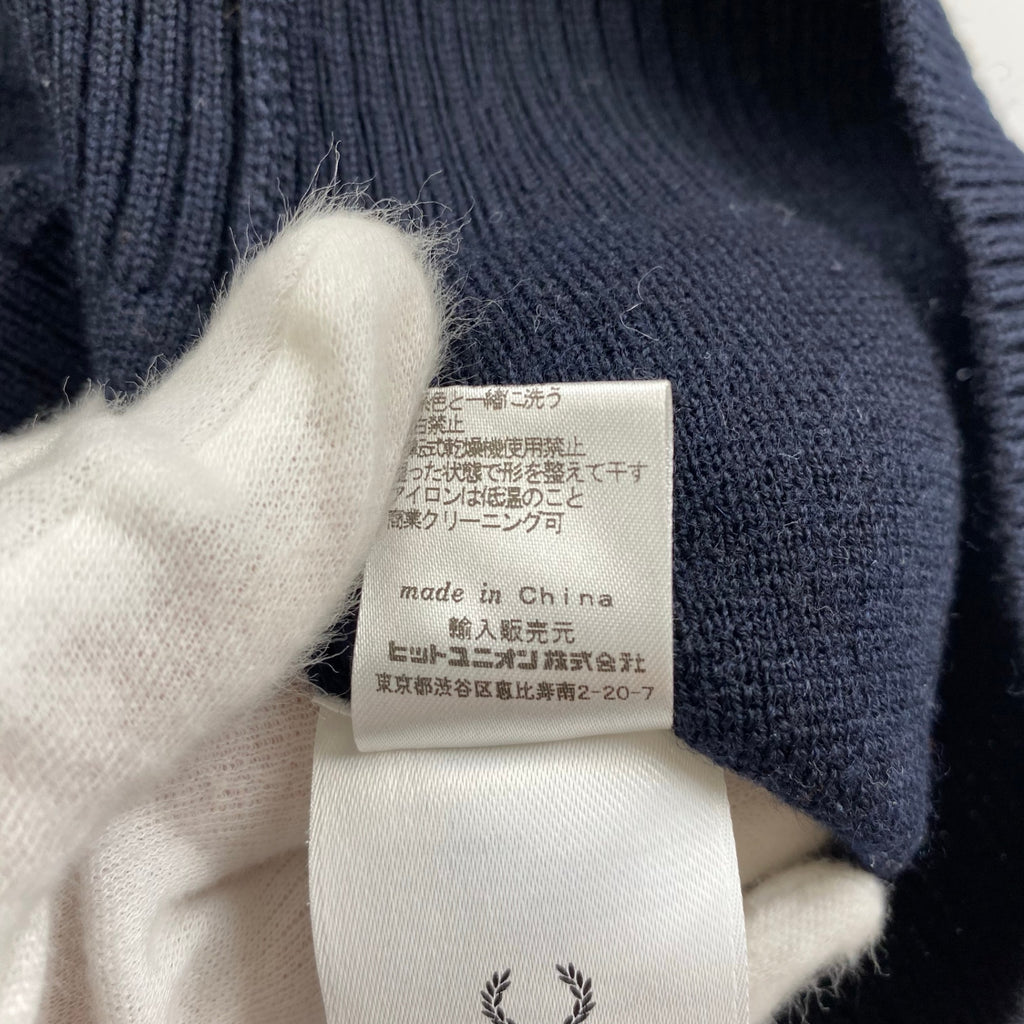 色と一緒に洗う
禁止
式乾燥機使用禁止
った状態で形を整えて干す
アイロンは低温のこと
商業クリーニング可
made in China
輸入販売元
ヒットユニオン株式会社
東京都渋谷区恵比寿南2-20-7